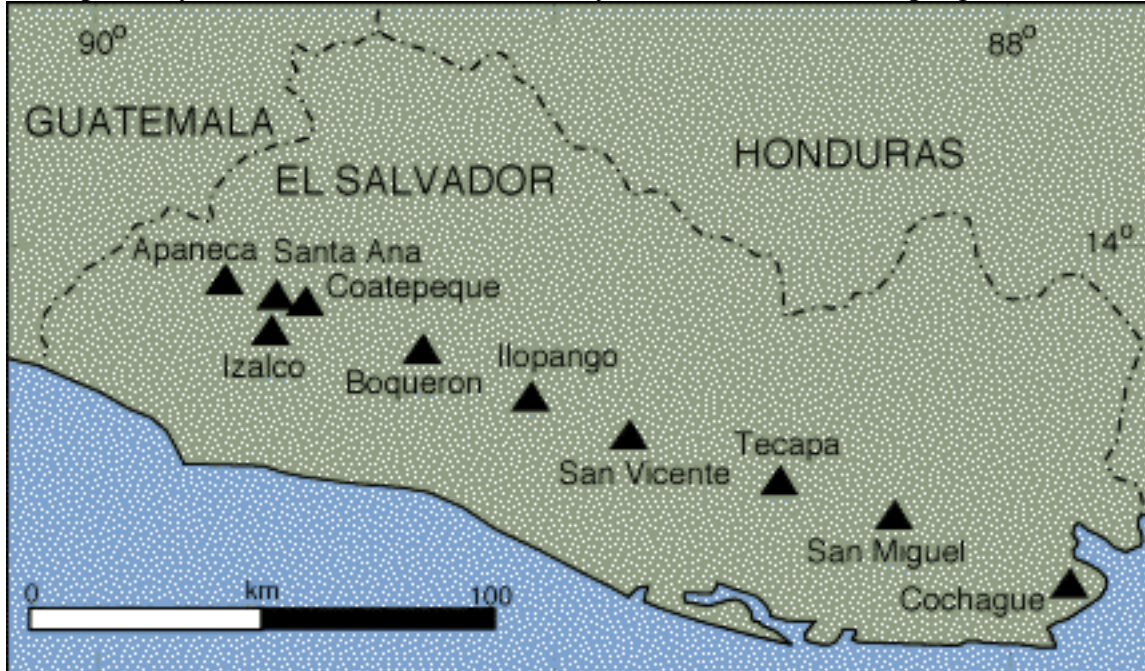 90°
88°
GUATEMALA
HONDURAS
EL SALVADOR
14°
Apaneca
Santa Ana
Coatepeque
Izalco
Boqueron
Ilopango
San Vicente
Tecapa
San Miguel
Cochague
0 km 100